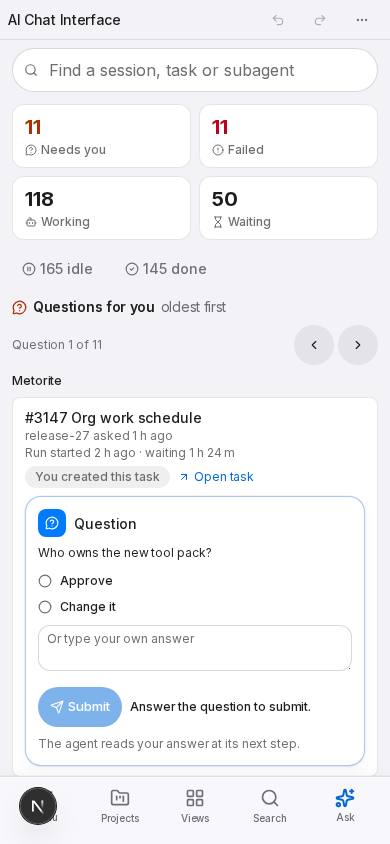 AI Chat Interface
Find a session, task or subagent
11
Needs you
11
Failed
118
Working
50
Waiting
165 idle
145 done
Questions for you oldest first
Question 1 of 11
Metorite
#3147 Org work schedule
release-27 asked 1 h ago
Run started 2 h ago · waiting 1 h 24 m
You created this task
Open task
Question
Who owns the new tool pack?
Approve
Change it
Or type your own answer
Submit
Answer the question to submit.
The agent reads your answer at its next step.
N
Projects
Views
Search
Ask